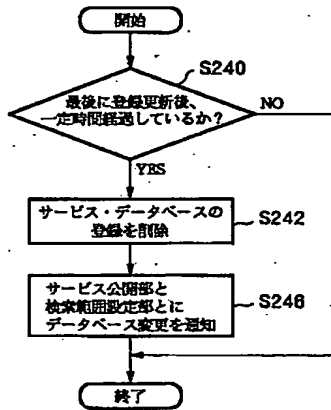 開始
S240
最後に登録更新後、
一定時間経過しているか?
NO
YES
サービス・データベースの
登録を削除
S242
サービス公開部と
検索範囲設定部とに
データベース変更を通知
S246
終了